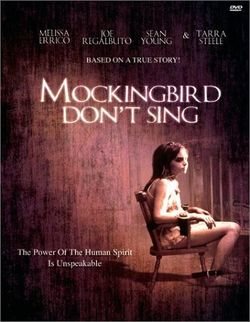 DVD
MELISSA ERRICO
JOE REGALBUTO
SEAN YOUNG
&
TARRA STEELE
BASED ON A TRUE STORY!
MOCKINGBIRD
DON'T SING
The Power Of The Human Spirit
Is Unspeakable